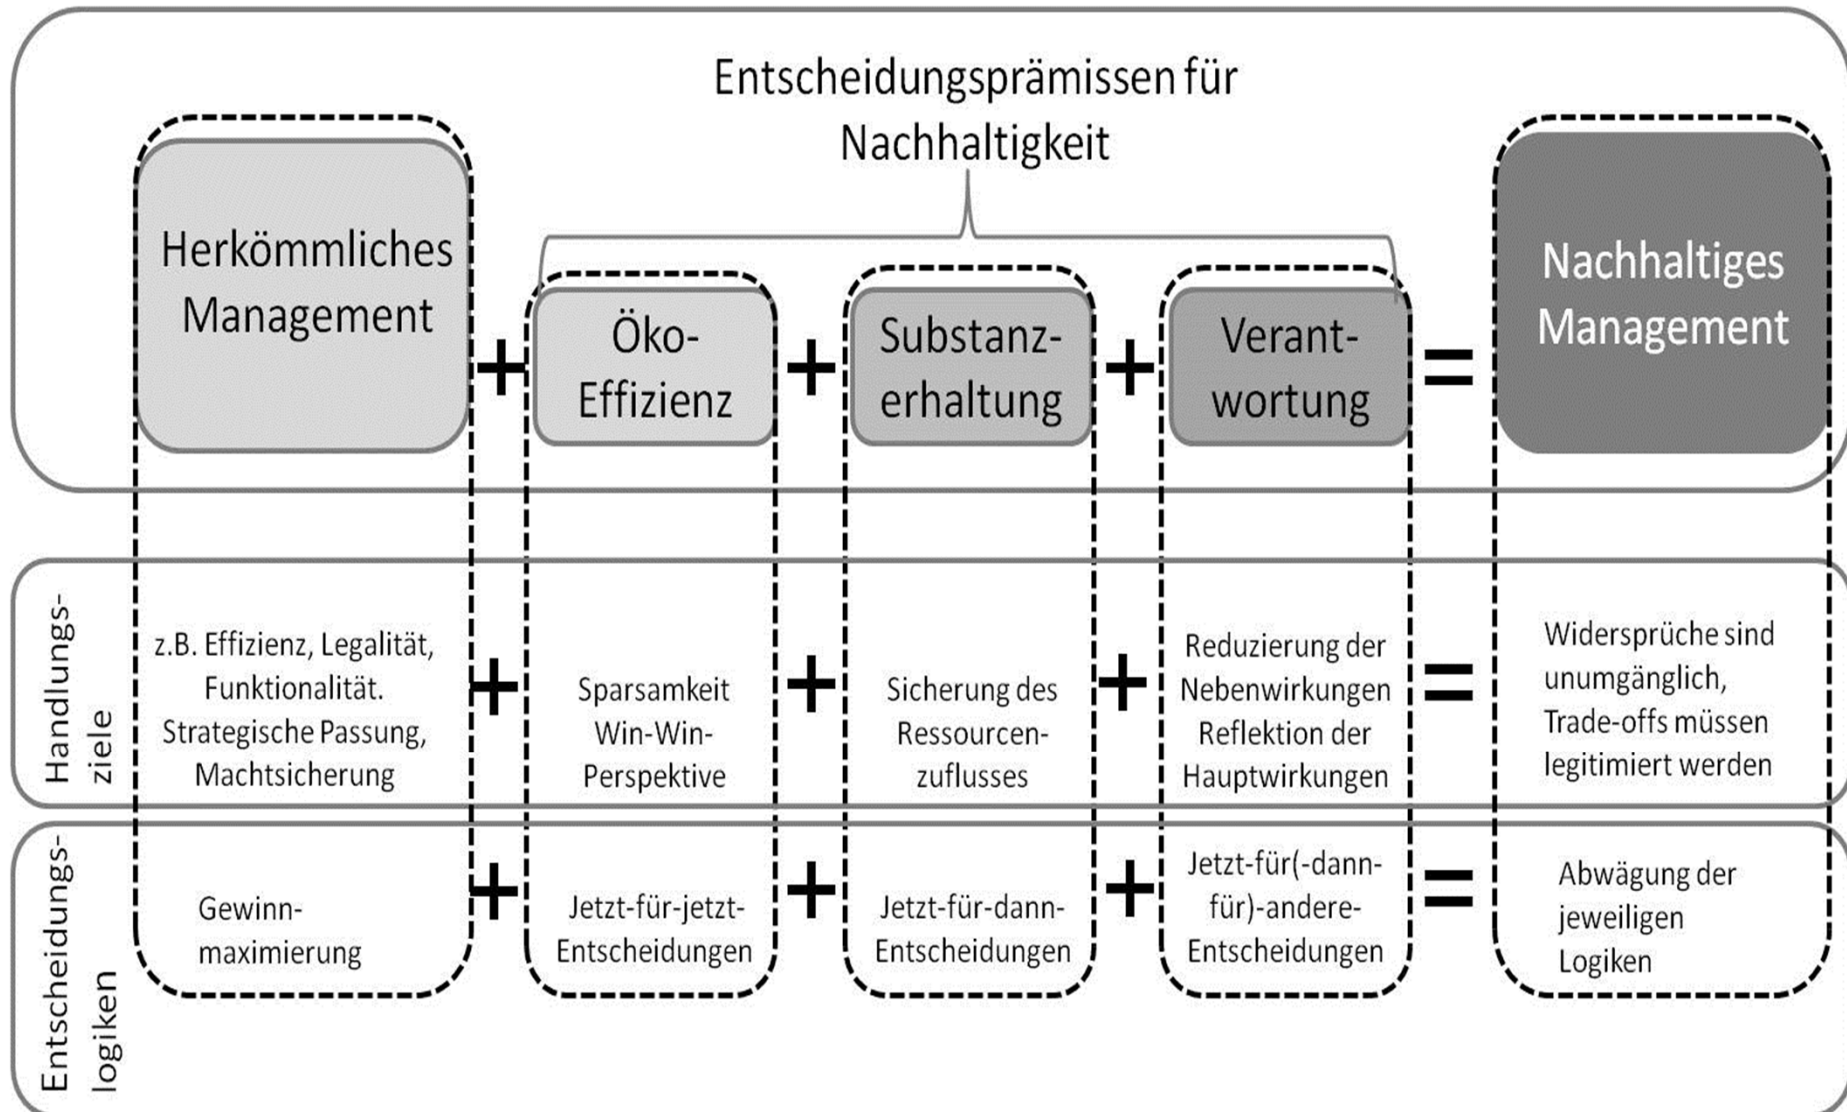 Entscheidungsprämissen für
Nachhaltigkeit
Herkömmliches
Management
+
Öko-
Effizienz
+
Substanz-
erhaltung
+
Verant-
wortung
=
Nachhaltiges
Management
Handlungs-
ziele
z.B. Effizienz, Legalität,
Funktionalität.
Strategische Passung,
Machtsicherung
+
Sparsamkeit
Win-Win-
Perspektive
+
Sicherung des
Ressourcen-
zuflusses
+
Reduzierung der
Nebenwirkungen
Reflektion der
Hauptwirkungen
=
Widersprüche sind
unumgänglich,
Trade-offs müssen
legitimiert werden
Entscheidungs-
logiken
Gewinn-
maximierung
+
Jetzt-für-jetzt-
Entscheidungen
+
Jetzt-für-dann-
Entscheidungen
+
Jetzt-für(-dann-
für)-andere-
Entscheidungen
=
Abwägung der
jeweiligen
Logiken